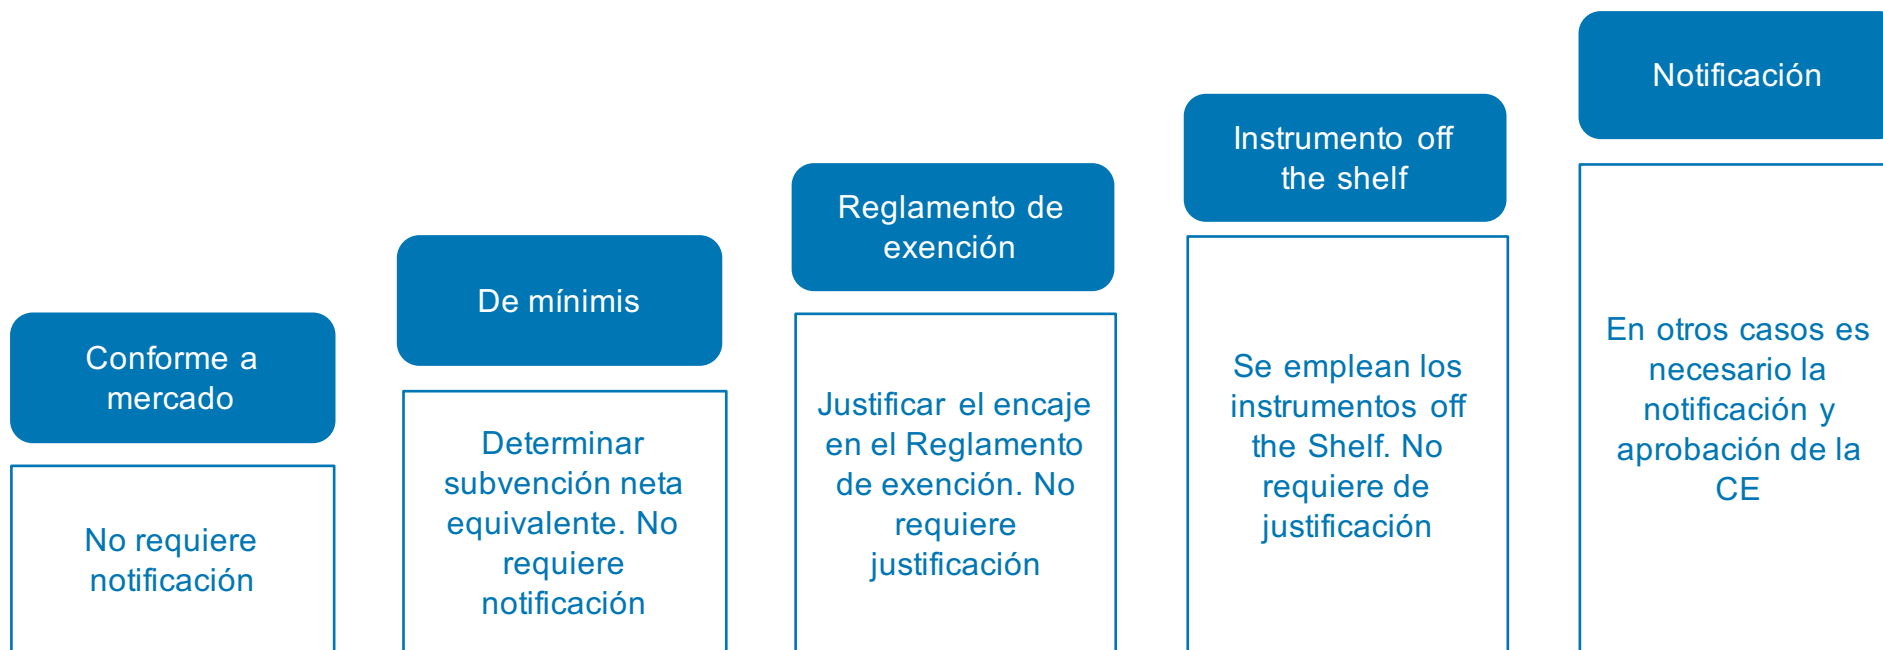 Conforme a
mercado
No requiere
notificación
De mínimis
Determinar
subvención neta
equivalente. No
requiere
notificación
Reglamento de
exención
Justificar el encaje
en el Reglamento
de exención. No
requiere
justificación
Instrumento off
the shelf
Se emplean los
instrumentos off
the Shelf. No
requiere de
justificación
Notificación
En otros casos es
necesario la
notificación y
aprobación de la
CE